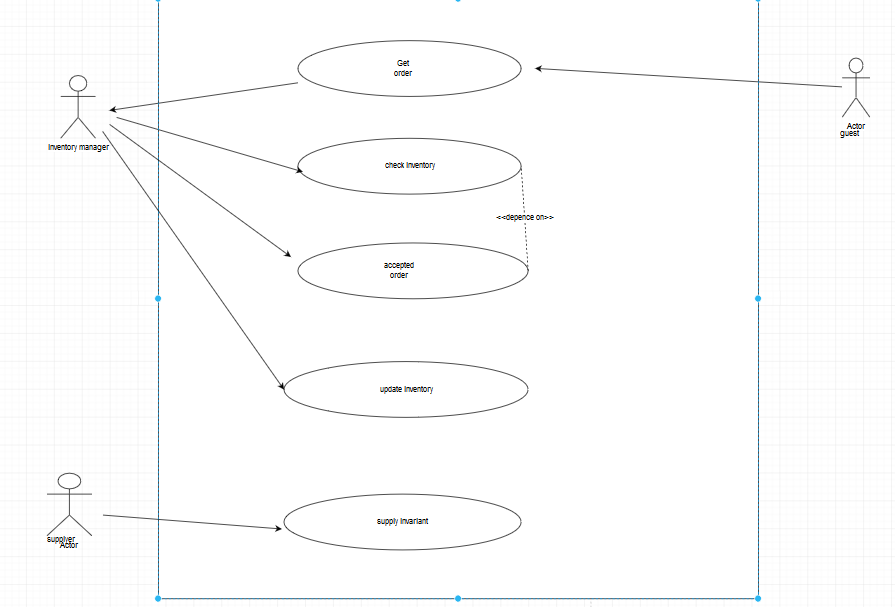 Get
order
Inventory manager
Actor
guest
check Inventory
<<depence on>>
accepted
order
update Inventory
supply Invariant
supplyer
Actor